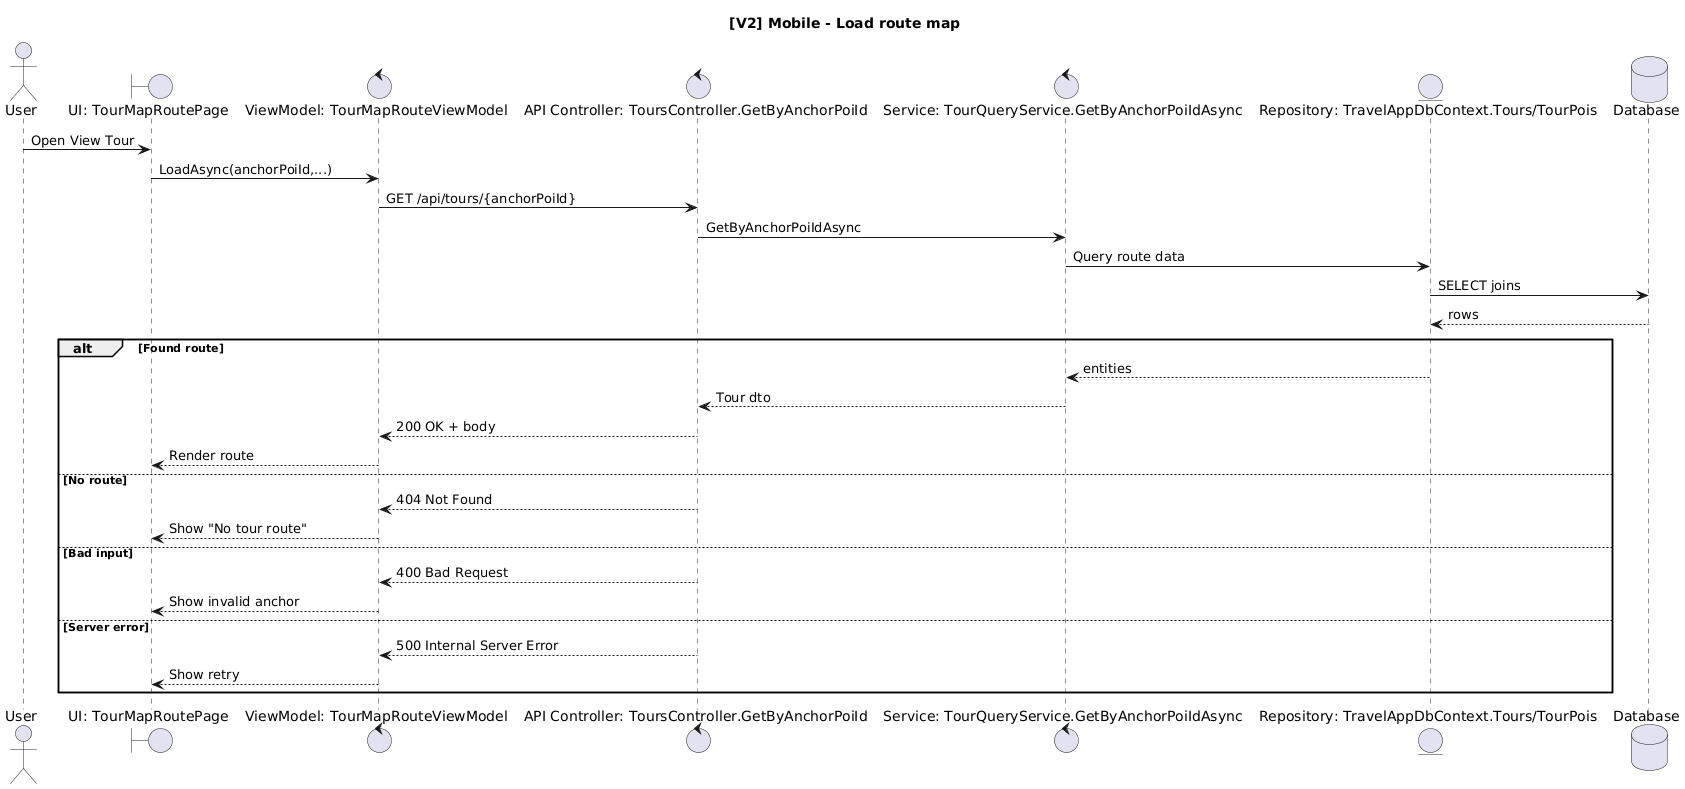 [V2] Mobile - Load route map
User
UI: TourMapRoutePage
ViewModel: TourMapRouteViewModel
API Controller: ToursController.GetByAnchorPoiId
Service: TourQueryService.GetByAnchorPoiIdAsync
Repository: TravelAppDbContext.Tours/TourPois
Database
Open View Tour
LoadAsync(anchorPoiId,...)
GET /api/tours/{anchorPoiId}
GetByAnchorPoiIdAsync
Query route data
SELECT joins
rows
alt [Found route]
entities
Tour dto
200 OK + body
Render route
[No route]
404 Not Found
Show "No tour route"
[Bad input]
400 Bad Request
Show invalid anchor
[Server error]
500 Internal Server Error
Show retry
User
UI: TourMapRoutePage
ViewModel: TourMapRouteViewModel
API Controller: ToursController.GetByAnchorPoiId
Service: TourQueryService.GetByAnchorPoiIdAsync
Repository: TravelAppDbContext.Tours/TourPois
Database